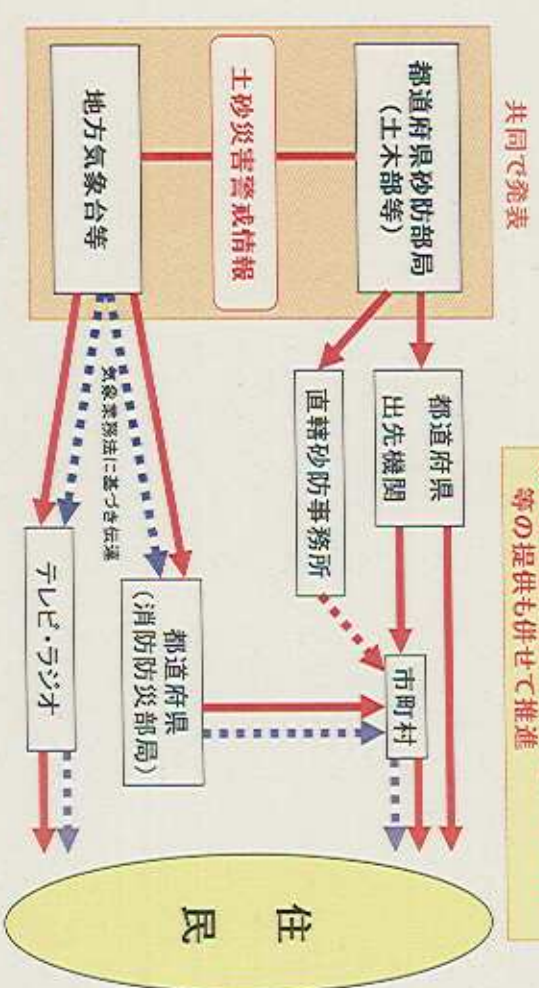 共同で発表
等の提供も併せて推進
都道府県砂防部局
（土木部等）
土砂災害警戒情報
地方気象台等
都道府県
出先機関
直轄砂防事務所
市町村
気象業務法に基づき伝達
都道府県
（消防防災部局）
テレビ・ラジオ
住民